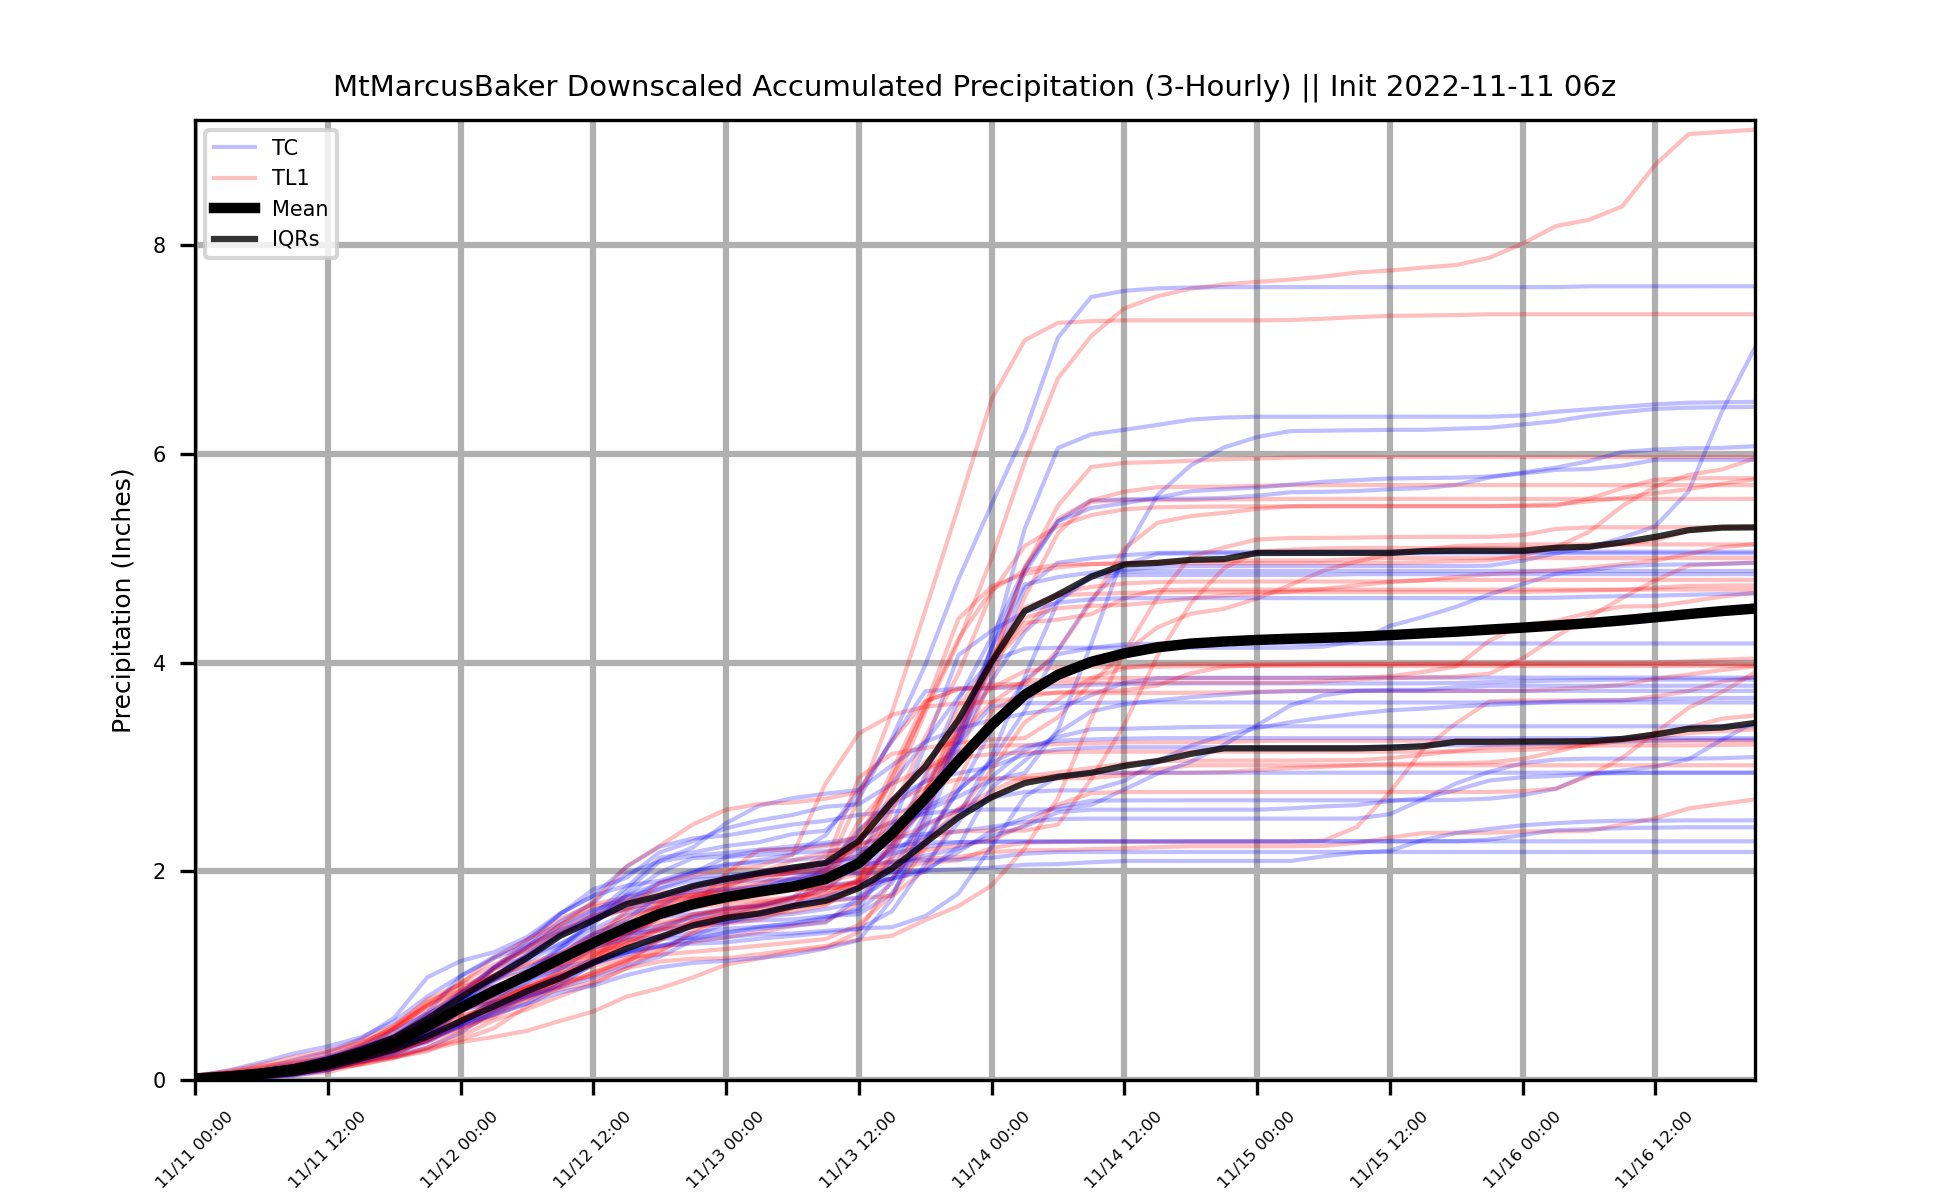 MtMarcusBaker Downscaled Accumulated Precipitation (3-Hourly) || Init 2022-11-11 06z
TC
TL1
Mean
IQRs
Precipitation (Inches)
8
6
4
2
0
11/11 00:00
11/11 12:00
11/12 00:00
11/12 12:00
11/13 00:00
11/13 12:00
11/14 00:00
11/14 12:00
11/15 00:00
11/15 12:00
11/16 00:00
11/16 12:00